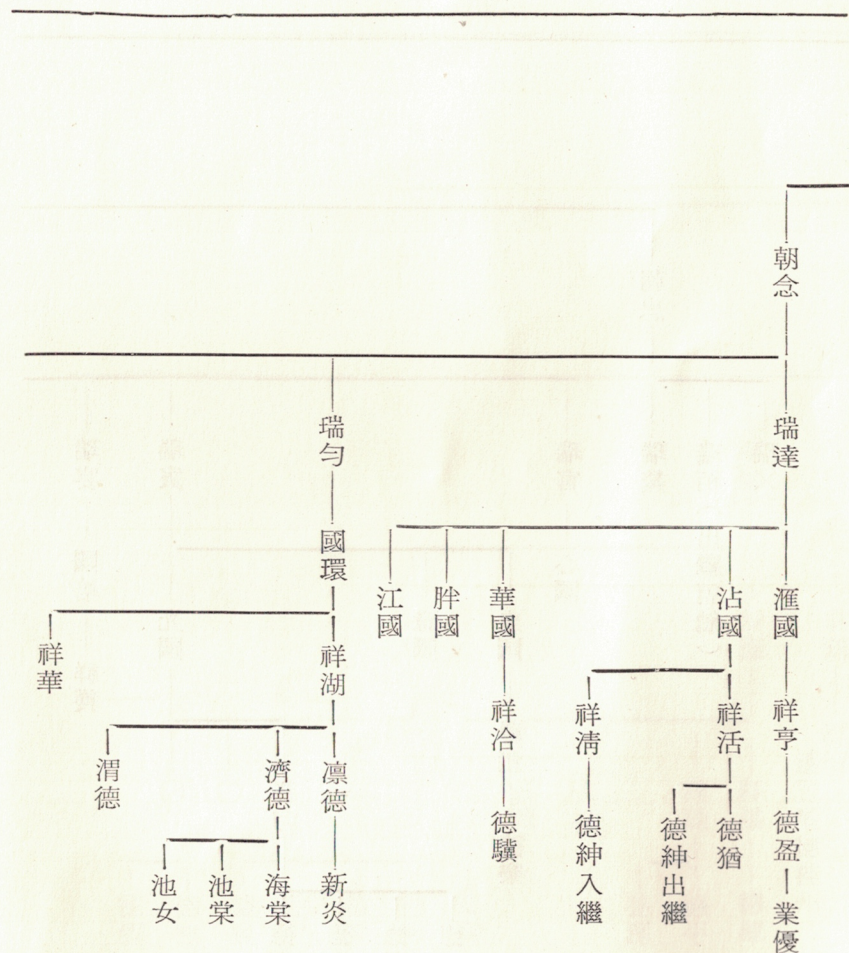 朝念
瑞達
滙國
祥亨
德盈
業優
沾國
祥活
德猶
德紳出繼
祥淸
德紳入繼
華國
祥洽
德驥
胖國
江國
瑞勻
國環
祥湖
凛德
新炎
濟德
海棠
池棠
池女
渭德
祥華